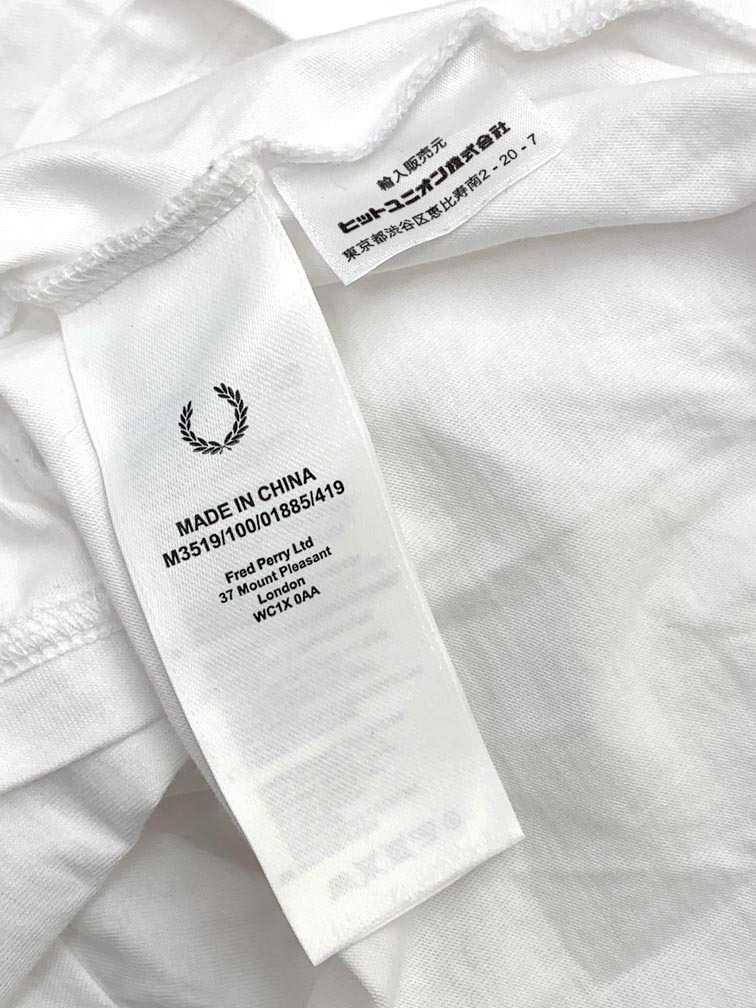 輸入販売元
ヒットユニオン株式会社
東京都渋谷区恵比寿南2-20-7
MADE IN CHINA
M3519/100/01885/419
Fred Perry Ltd
37 Mount Pleasant
London
WC1X 0AA